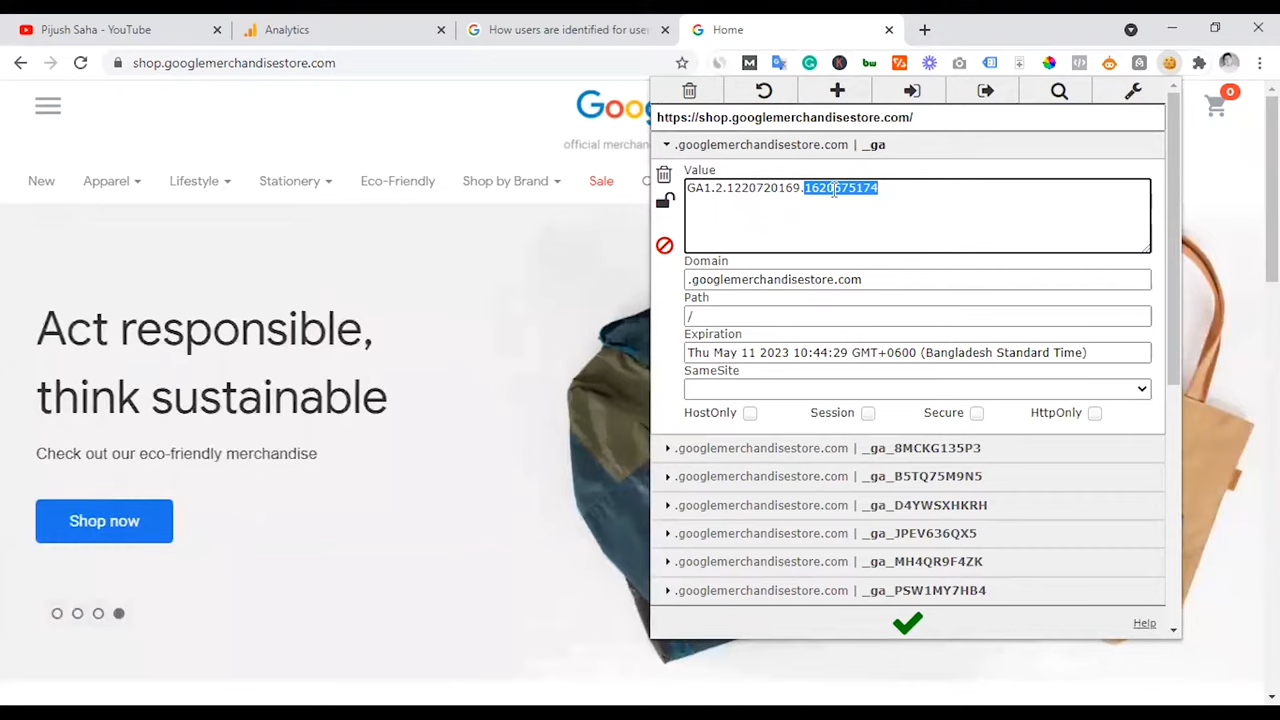 Pijush Saha - YouTube
Analytics
How users are identified for use
Home
shop.googlemerchandisestore.com/
Goog
official merchan
0
New
Apparel
Lifestyle
Stationery
Eco-Friendly
Shop by Brand
Sale
C
Act responsible,
think sustainable
Check out our eco-friendly merchandise
Shop now
https://shop.googlemerchandisestore.com/
.googlemerchandisestore.com | _ga
Value
GA1.2.1220720169.1620675174
Domain
.googlemerchandisestore.com
Path
/
Expiration
Thu May 11 2023 10:44:29 GMT+0600 (Bangladesh Standard Time)
SameSite
HostOnly
Session
Secure
HttpOnly
.googlemerchandisestore.com | _ga_8MCKG135P3
.googlemerchandisestore.com | _ga_B5TQ75M9N5
.googlemerchandisestore.com | _ga_D4YWSXHKRH
.googlemerchandisestore.com | _ga_JPEV636QX5
.googlemerchandisestore.com | _ga_MH4QR9F4ZK
.googlemerchandisestore.com | _ga_PSW1MY7HB4
Help